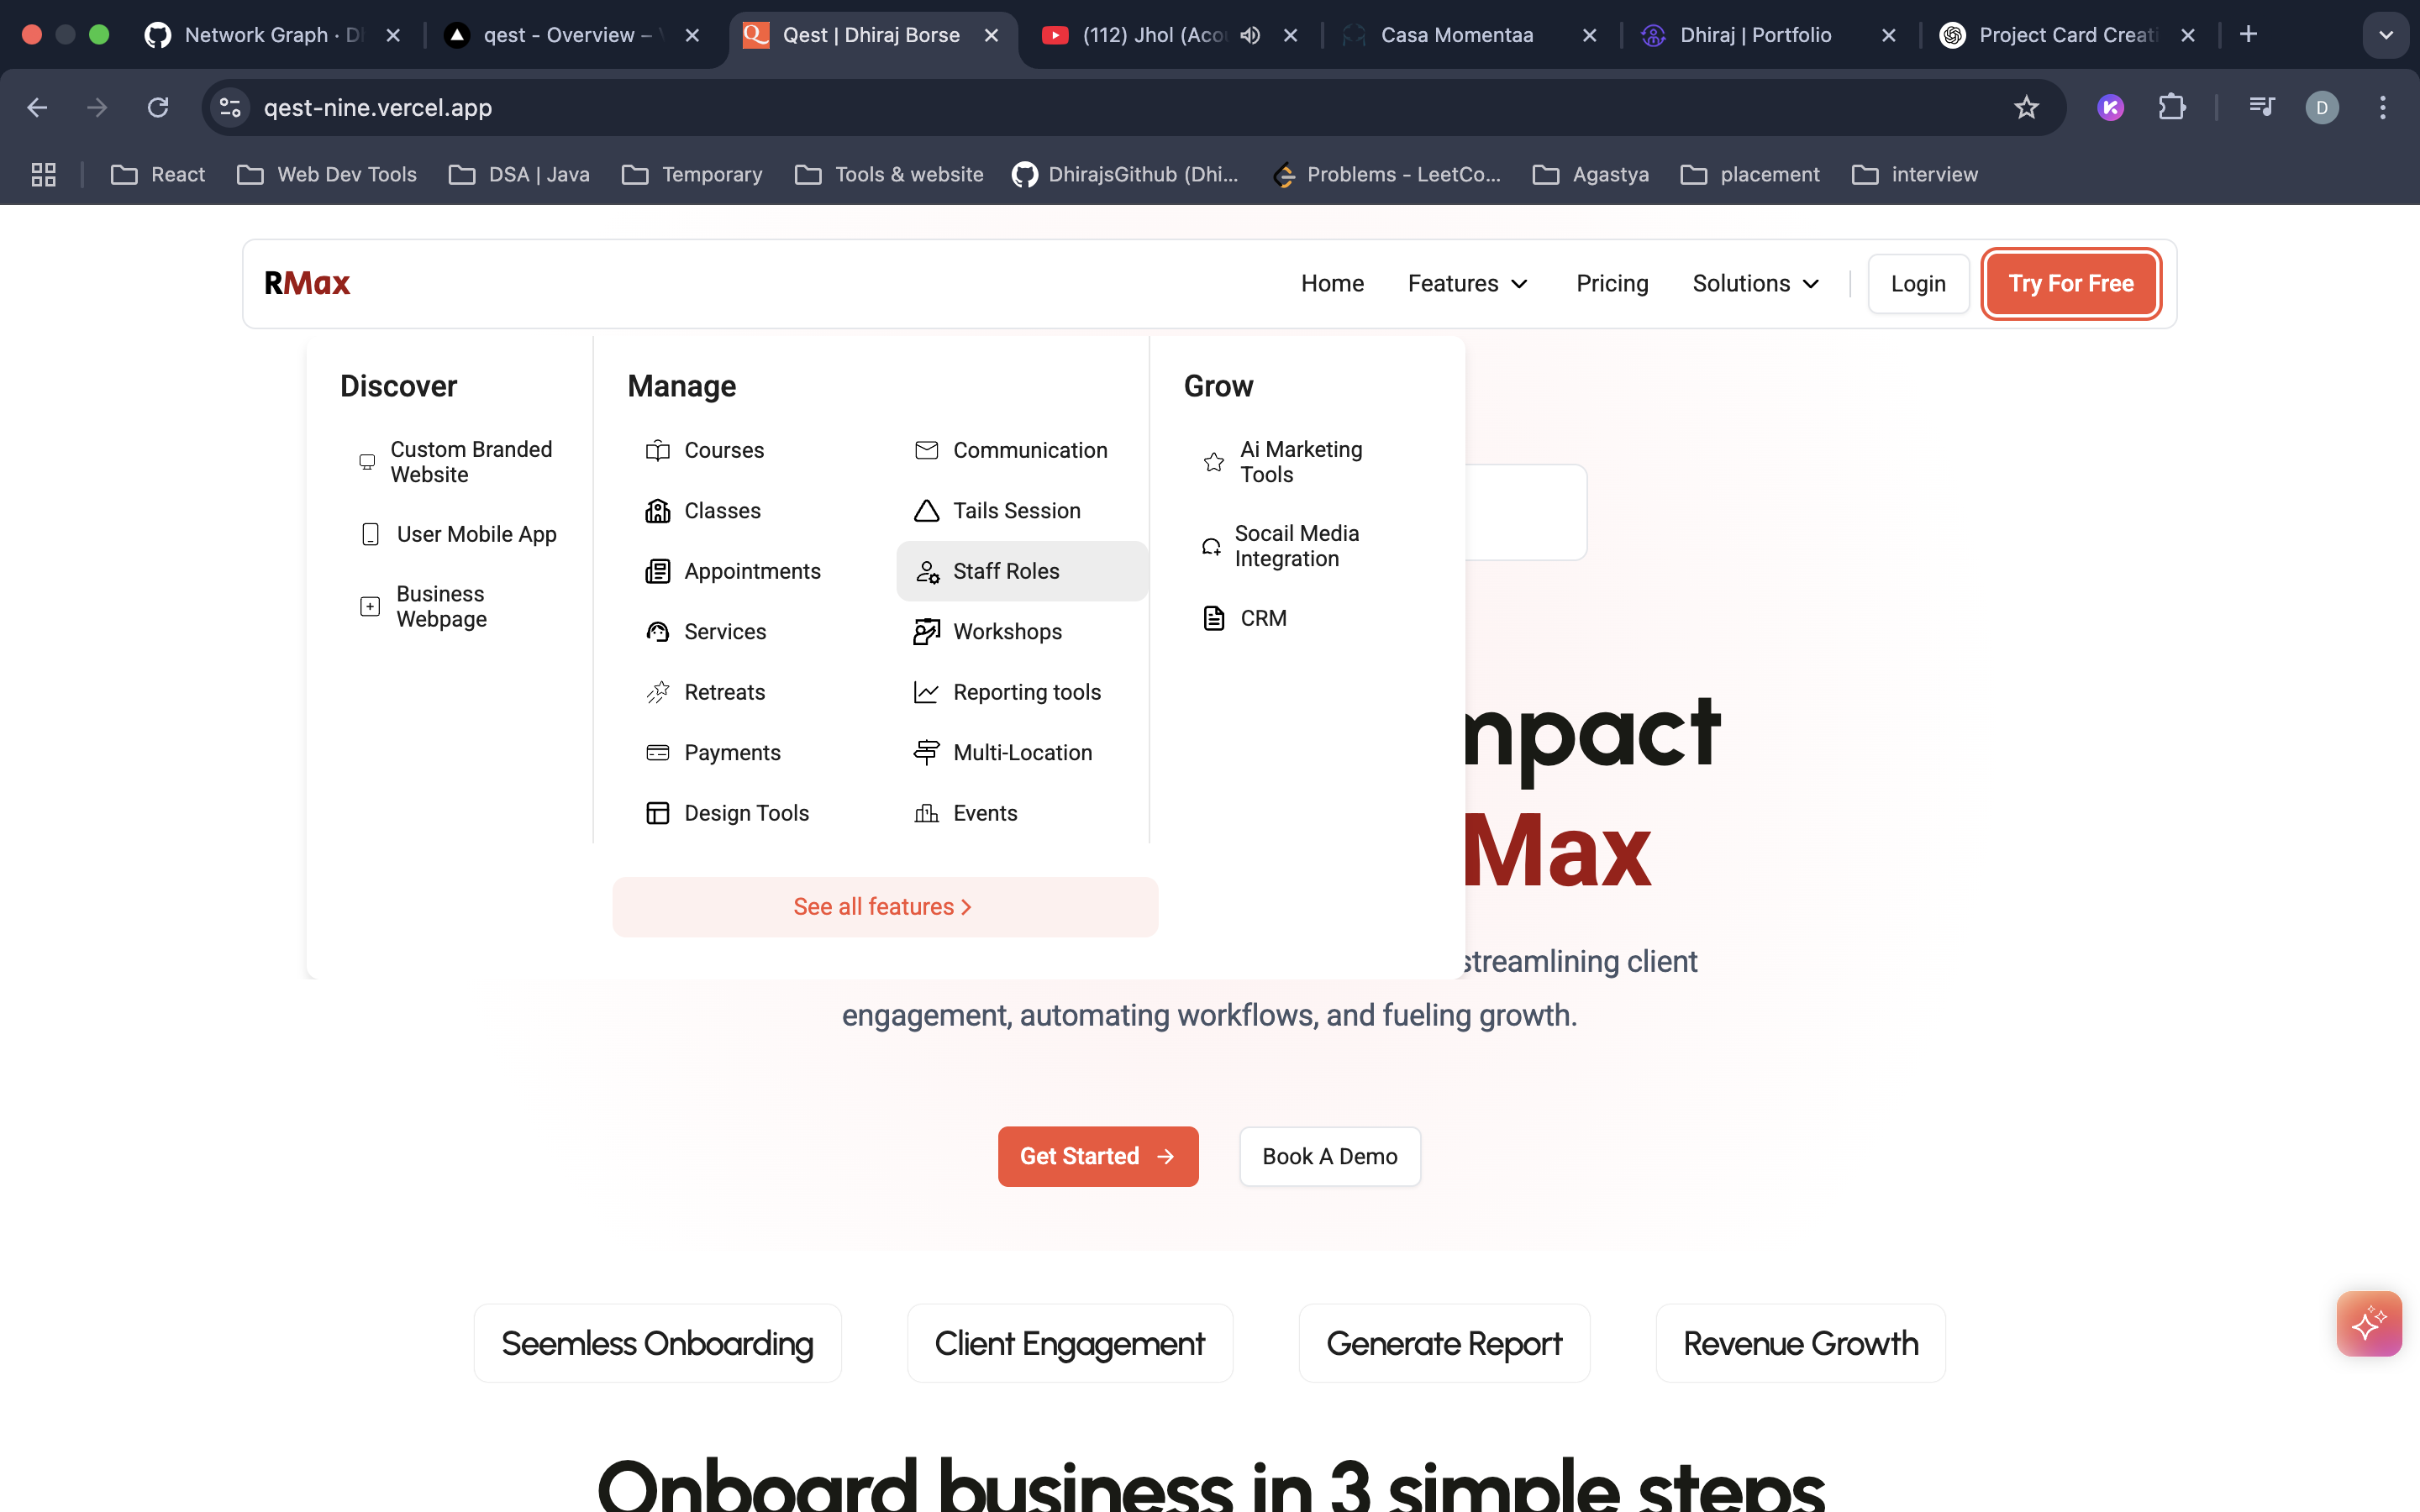 Network Graph · D
qest - Overview –
Qest | Dhiraj Borse
(112) Jhol (Aco
Casa Momentaa
Dhiraj | Portfolio
Project Card Creati
qest-nine.vercel.app
D
React
Web Dev Tools
DSA | Java
Temporary
Tools & website
DhirajsGithub (Dhi...
Problems - LeetCo...
Agastya
placement
interview
RMax
Home
Features
Pricing
Solutions
Login
Try For Free
Discover
Custom Branded
Website
User Mobile App
Business
Webpage
Manage
Courses
Classes
Appointments
Services
Retreats
Payments
Design Tools
Communication
Tails Session
Staff Roles
Workshops
Reporting tools
Multi-Location
Events
See all features >
Grow
Ai Marketing
Tools
Socail Media
Integration
CRM
mpact
Max
streamlining client
engagement, automating workflows, and fueling growth.
Get Started →
Book A Demo
Seemless Onboarding
Client Engagement
Generate Report
Revenue Growth
Onboard business in 3 simple steps